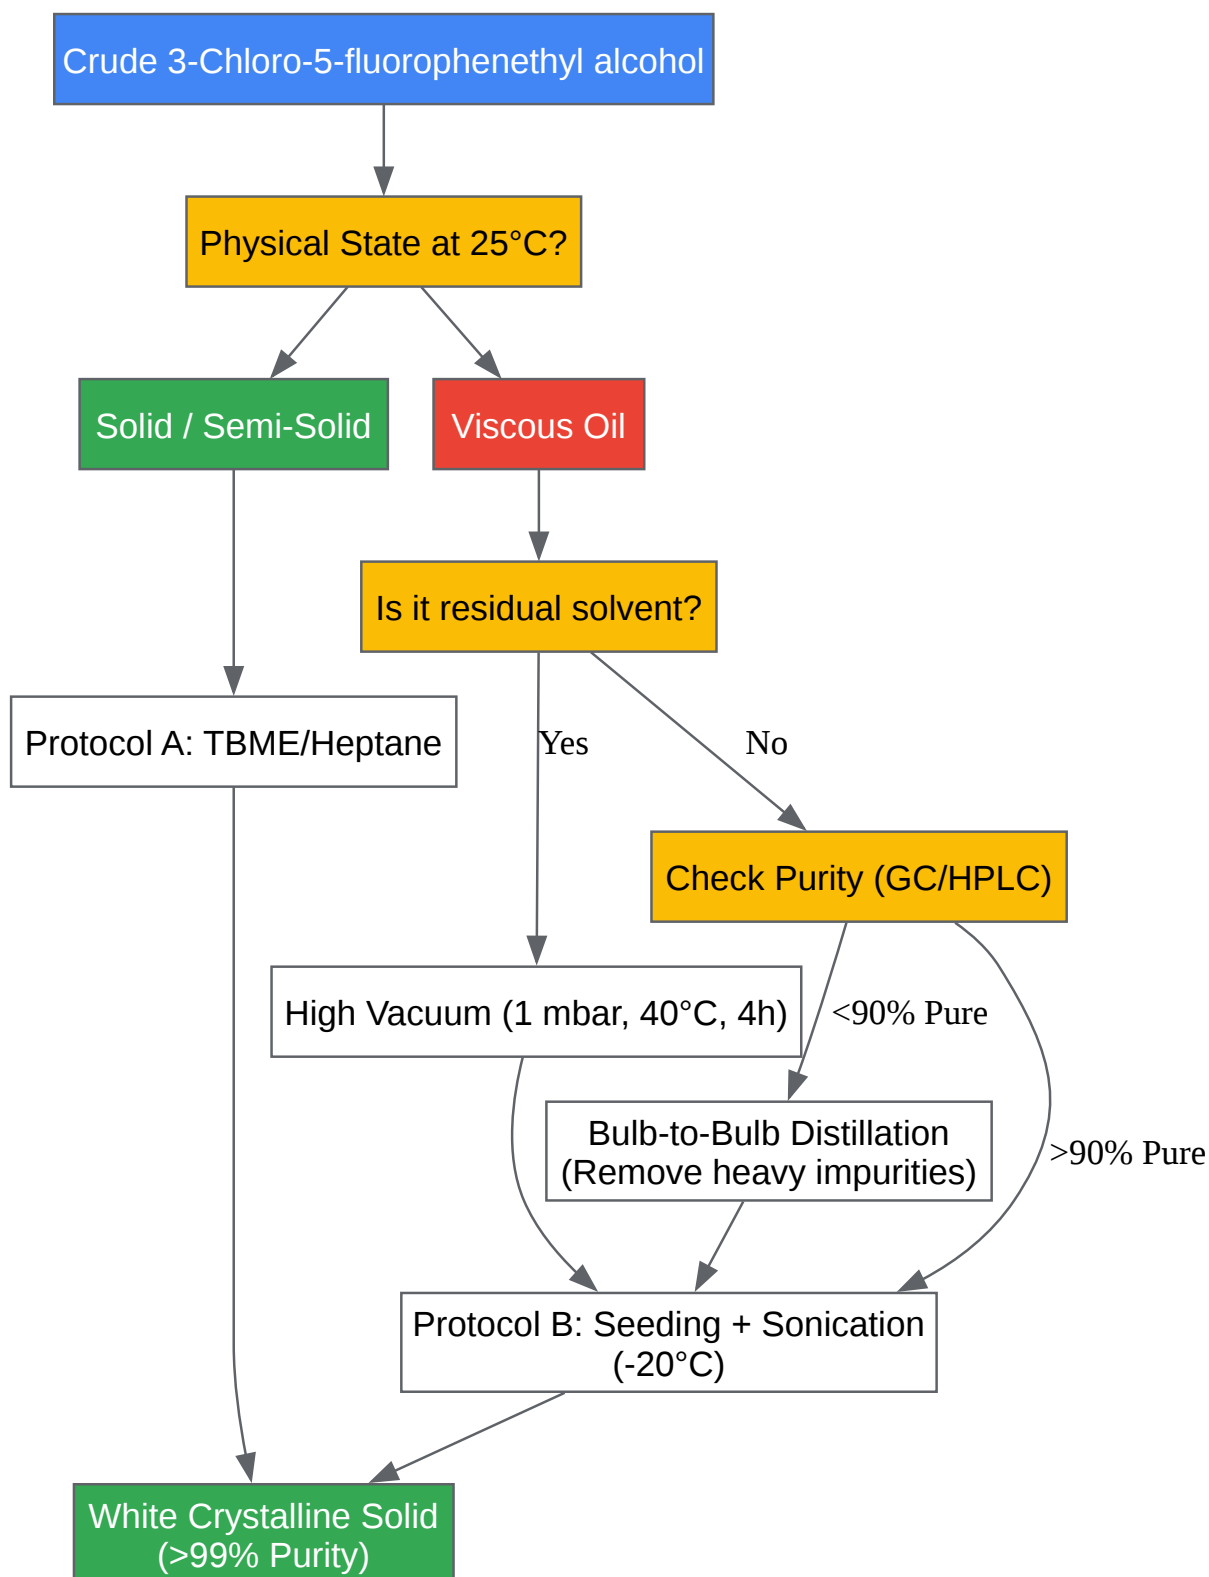 Crude 3-Chloro-5-fluorophenethyl alcohol
Physical State at 25°C?
Solid / Semi-Solid
Viscous Oil
Is it residual solvent?
Protocol A: TBME/Heptane
Yes
No
Check Purity (GC/HPLC)
High Vacuum (1 mbar, 40°C, 4h)
<90% Pure
Bulb-to-Bulb Distillation
(Remove heavy impurities)
>90% Pure
Protocol B: Seeding + Sonication
(-20°C)
White Crystalline Solid
(>99% Purity)